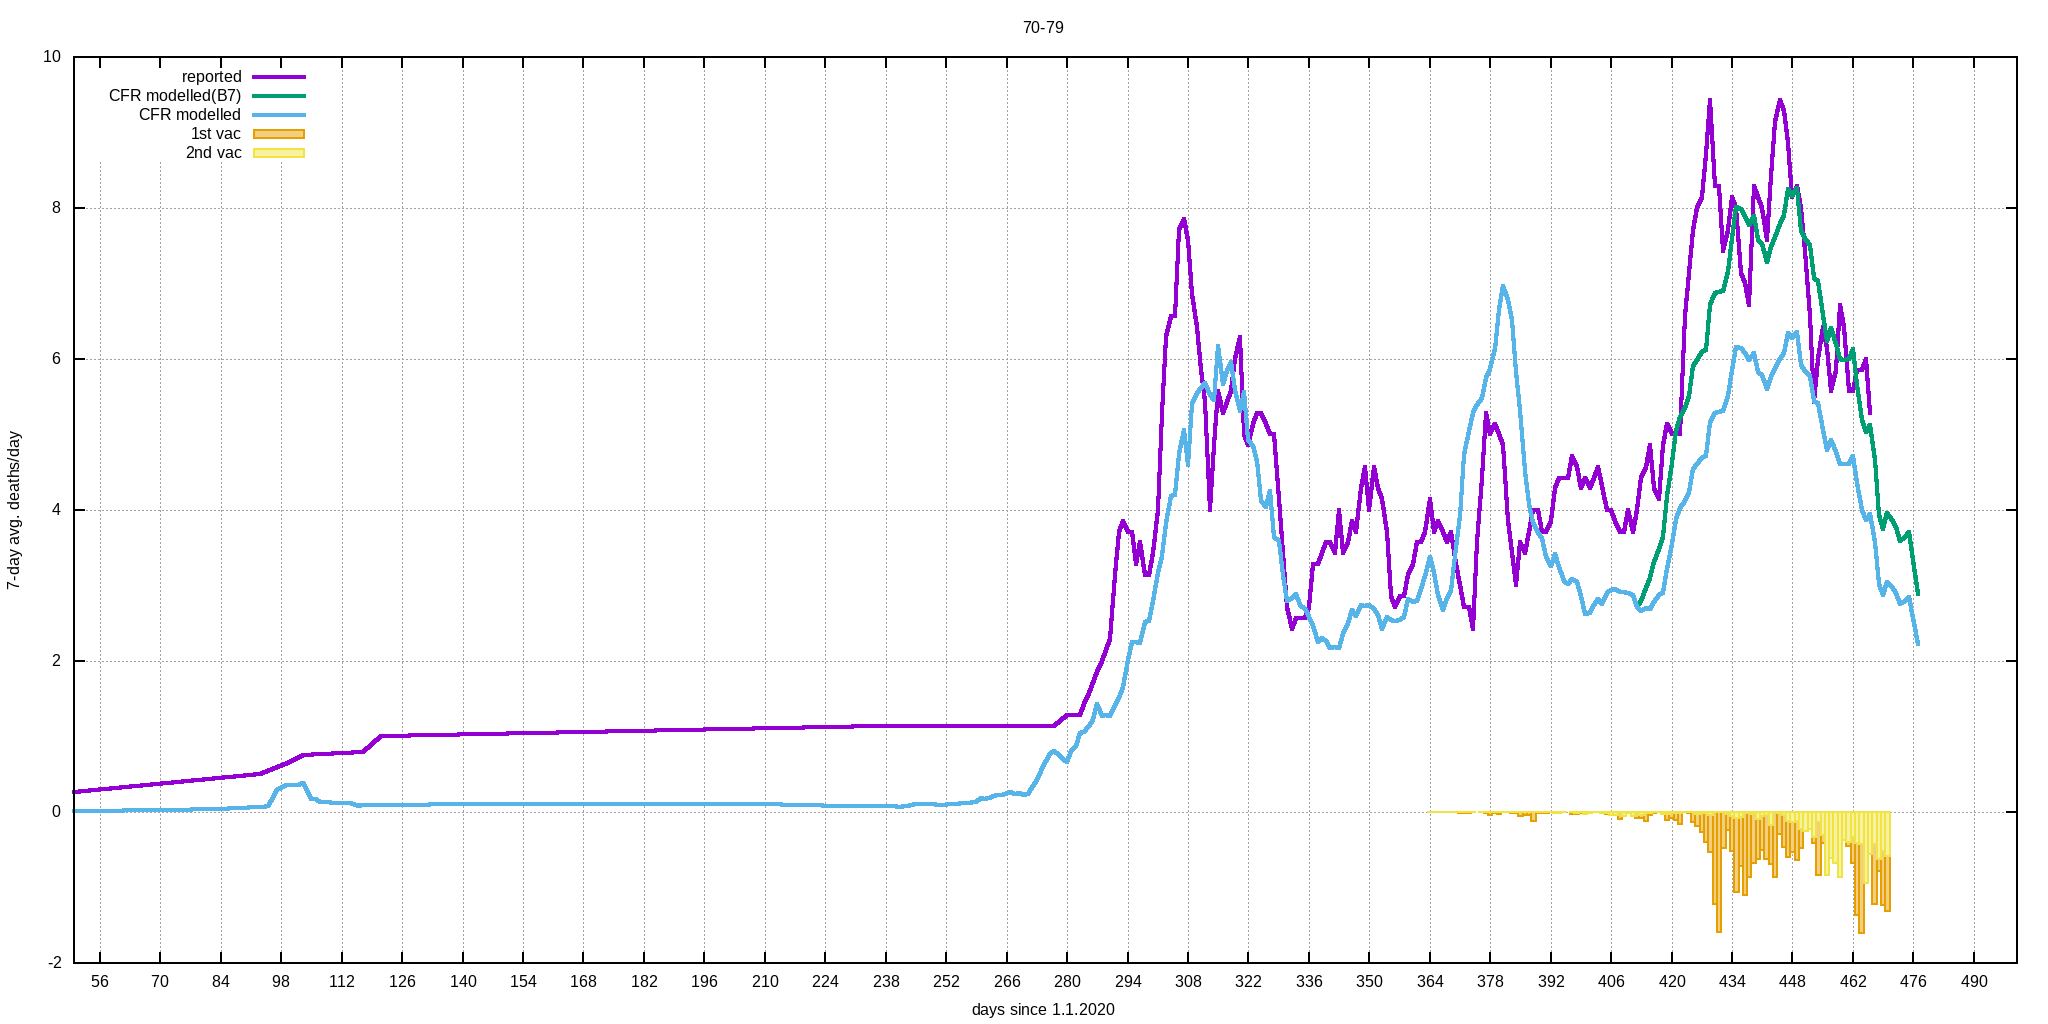 70-79
reported
CFR modelled(B7)
CFR modelled
1st vac
2nd vac
10
8
6
4
2
0
-2
7-day avg. deaths/day
56 70 84 98 112 126 140 154 168 182 196 210 224 238 252 266 280 294 308 322 336 350 364 378 392 406 420 434 448 462 476 490
days since 1.1.2020